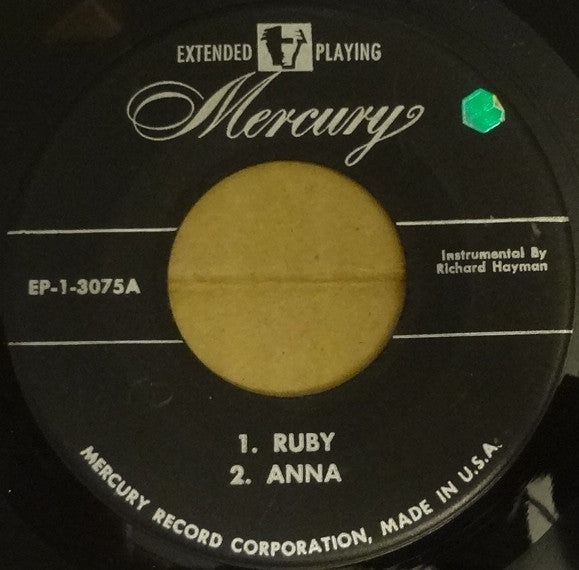 EXTENDED PLAYING
Mercury
Instrumental By
Richard Hayman
EP-1-3075A
1. RUBY
2. ANNA
MERCURY RECORD CORPORATION, MADE IN U.S.A.